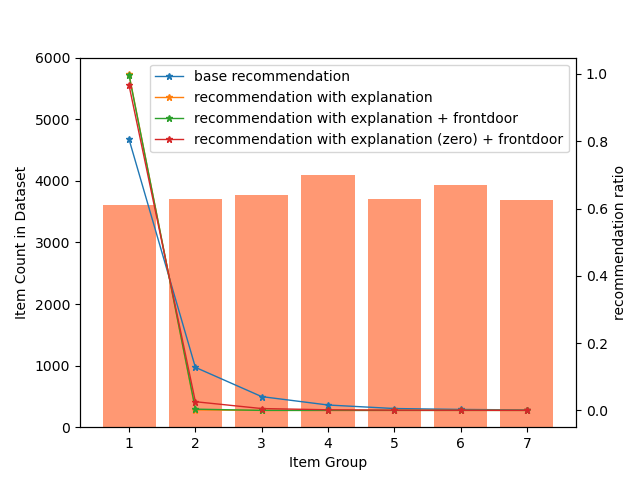 base recommendation
recommendation with explanation
recommendation with explanation + frontdoor
recommendation with explanation (zero) + frontdoor
6000
5000
4000
3000
2000
1000
0
Item Count in Dataset
1.0
0.8
0.6
0.4
0.2
0.0
recommendation ratio
1 2 3 4 5 6 7
Item Group